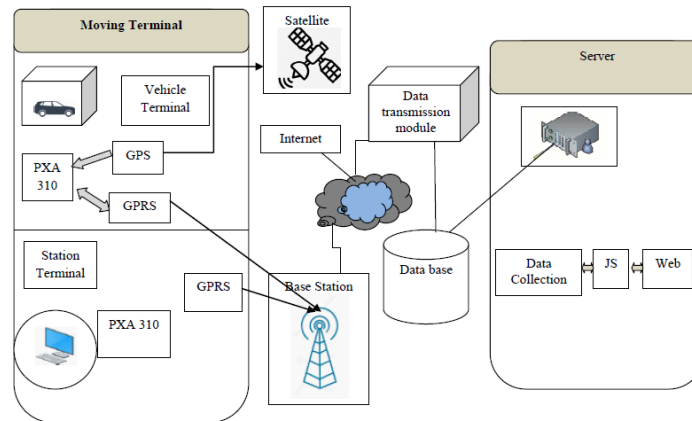 Moving Terminal
Vehicle
Terminal
PXA
310
GPS
GPRS
Station
Terminal
PXA 310
GPRS
Satellite
Internet
Base Station
Data
transmission
module
Data base
Server
Data
Collection
JS
Web